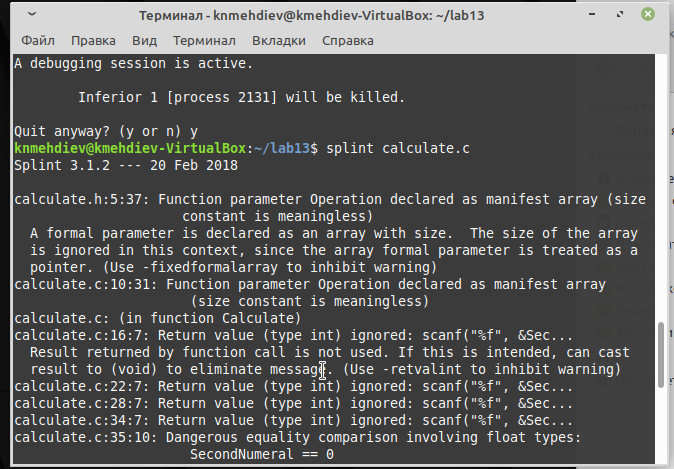 Терминал - knmehdiev@kmehdiev-VirtualBox: ~/lab13
Файл Правка Вид Терминал Вкладки Справка
A debugging session is active.
Inferior 1 [process 2131] will be killed.
Quit anyway? (y or n) y
knmehdiev@kmehdiev-VirtualBox:~/lab13$ splint calculate.c
Splint 3.1.2 --- 20 Feb 2018
calculate.h:5:37: Function parameter Operation declared as manifest array (size
constant is meaningless)
A formal parameter is declared as an array with size.  The size of the array
is ignored in this context, since the array formal parameter is treated as a
pointer. (Use -fixedformalarray to inhibit warning)
calculate.c:10:31: Function parameter Operation declared as manifest array
(size constant is meaningless)
calculate.c: (in function Calculate)
calculate.c:16:7: Return value (type int) ignored: scanf("%f", &Sec...
Result returned by function call is not used. If this is intended, can cast
result to (void) to eliminate message. (Use -retvalint to inhibit warning)
calculate.c:22:7: Return value (type int) ignored: scanf("%f", &Sec...
calculate.c:28:7: Return value (type int) ignored: scanf("%f", &Sec...
calculate.c:34:7: Return value (type int) ignored: scanf("%f", &Sec...
calculate.c:35:10: Dangerous equality comparison involving float types:
SecondNumeral == 0